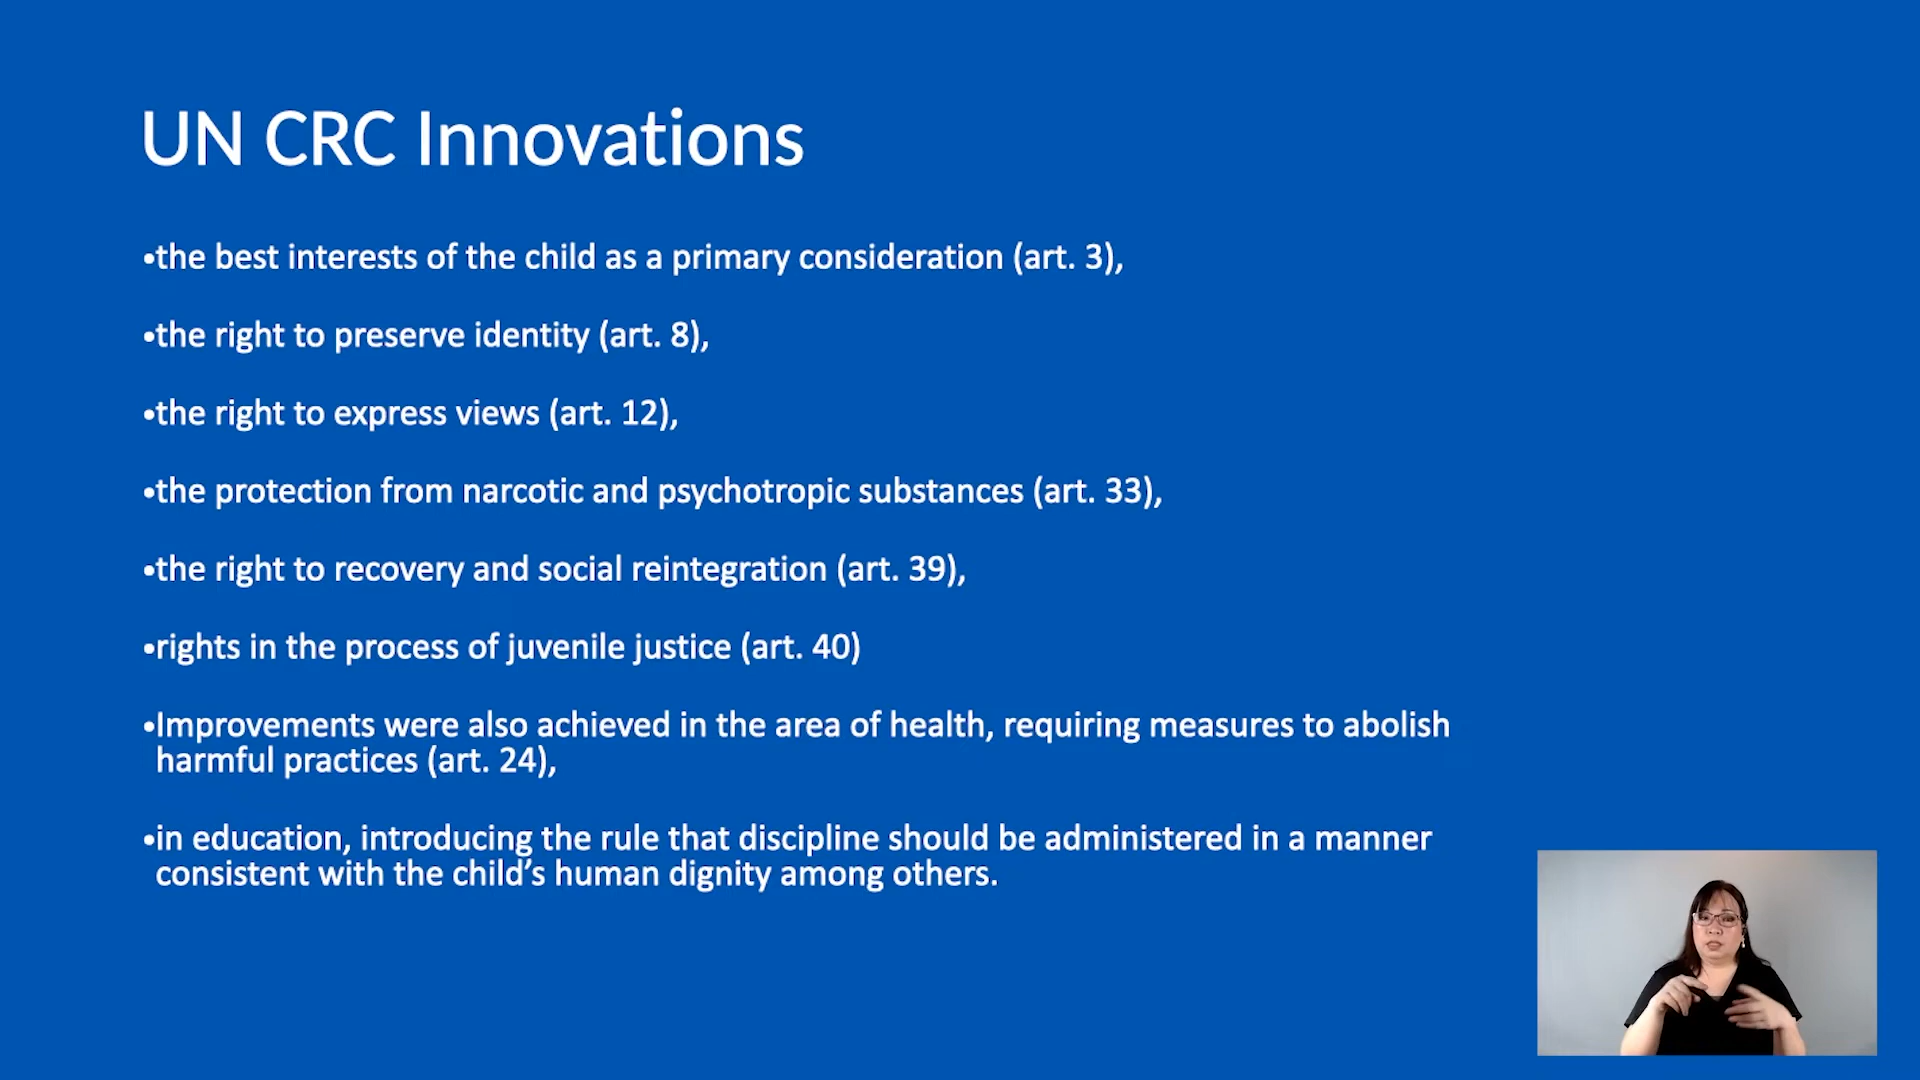 UN CRC Innovations
•the best interests of the child as a primary consideration (art. 3),
•the right to preserve identity (art. 8),
•the right to express views (art. 12),
•the protection from narcotic and psychotropic substances (art. 33),
•the right to recovery and social reintegration (art. 39),
•rights in the process of juvenile justice (art. 40)
•Improvements were also achieved in the area of health, requiring measures to abolish
harmful practices (art. 24),
•in education, introducing the rule that discipline should be administered in a manner
consistent with the child’s human dignity among others.